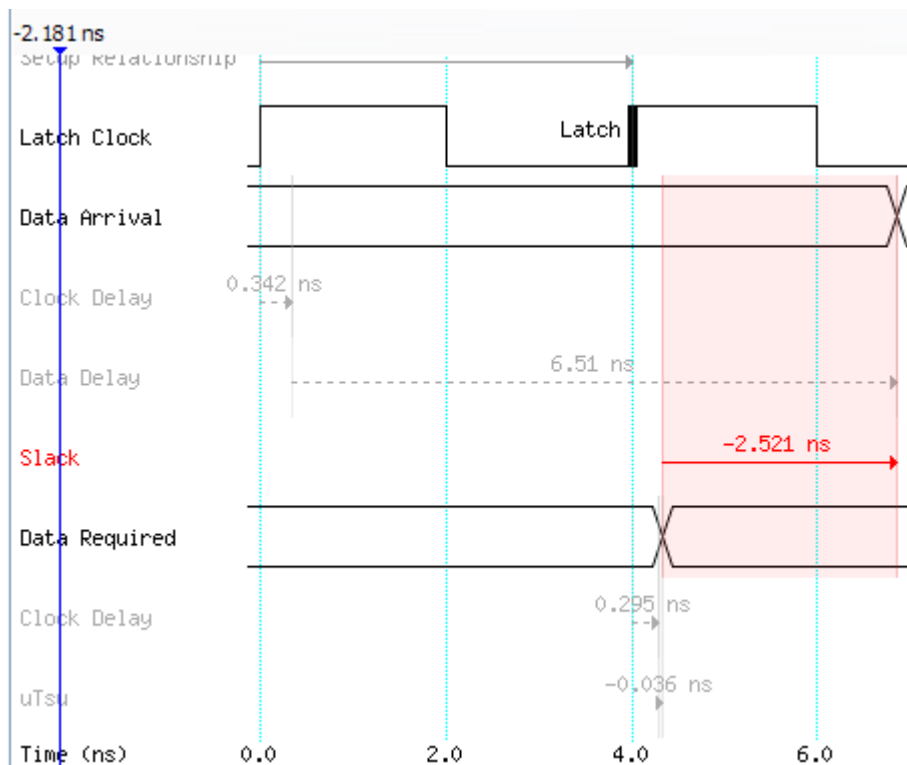 -2.181 ns
Setup Relationship
Latch Clock
Latch
Data Arrival
0.342 ns
Clock Delay
6.51 ns
Data Delay
-2.521 ns
Slack
Data Required
0.295 ns
Clock Delay
-0.036 ns
uTsu
Time (ns) 0.0 2.0 4.0 6.0